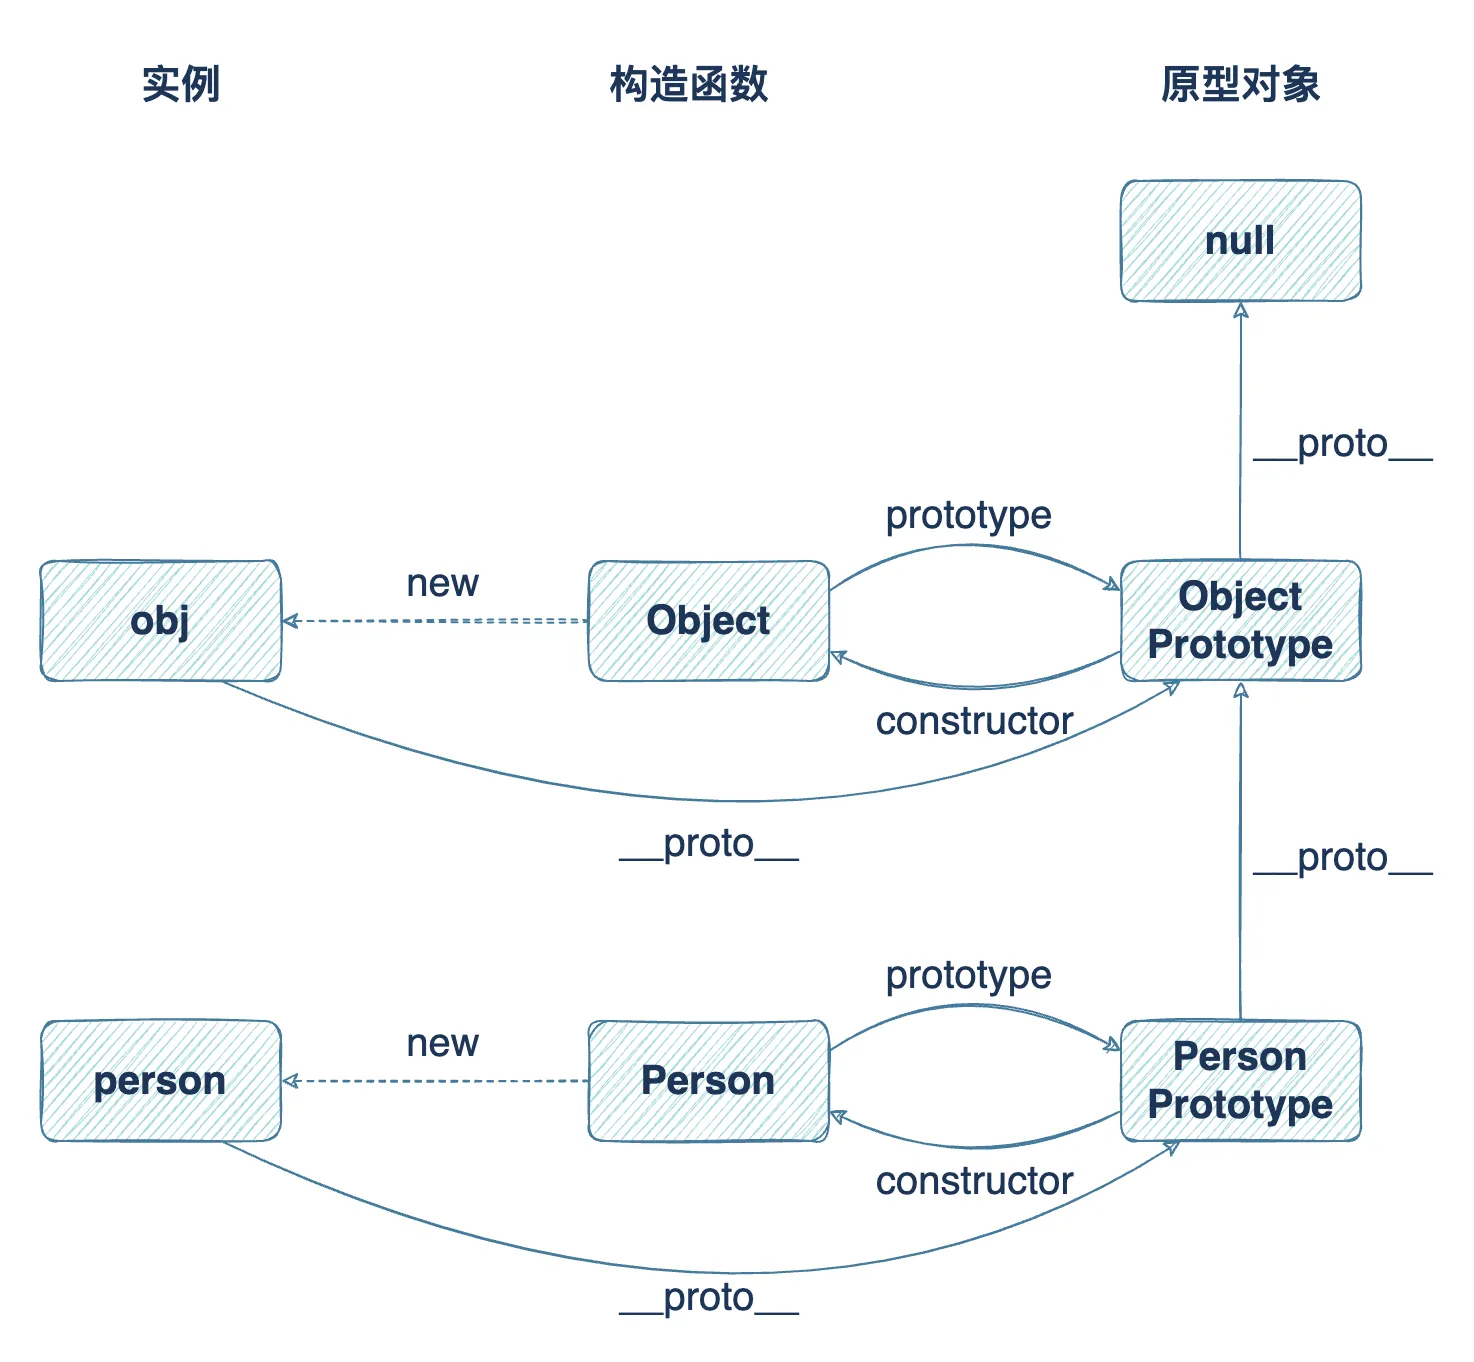 实例
构造函数
原型对象
null
__proto__
prototype
new
obj
Object
Object
Prototype
constructor
__proto__
__proto__
prototype
new
person
Person
Person
Prototype
constructor
__proto__